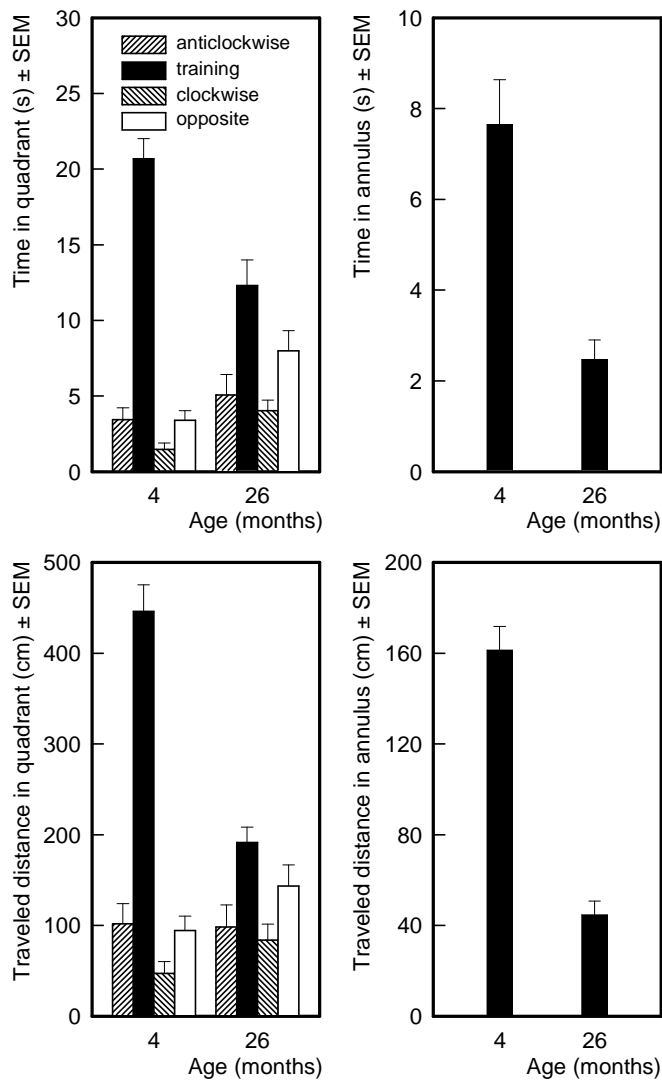 Time in quadrant (s) ± SEM
30
25
20
15
10
5
0
anticlockwise
training
clockwise
opposite
4
26
Age (months)
Time in annulus (s) ± SEM
10
8
6
4
2
0
4
26
Age (months)
Traveled distance in quadrant (cm) ± SEM
500
400
300
200
100
0
4
26
Age (months)
Traveled distance in annulus (cm) ± SEM
200
160
120
80
40
0
4
26
Age (months)